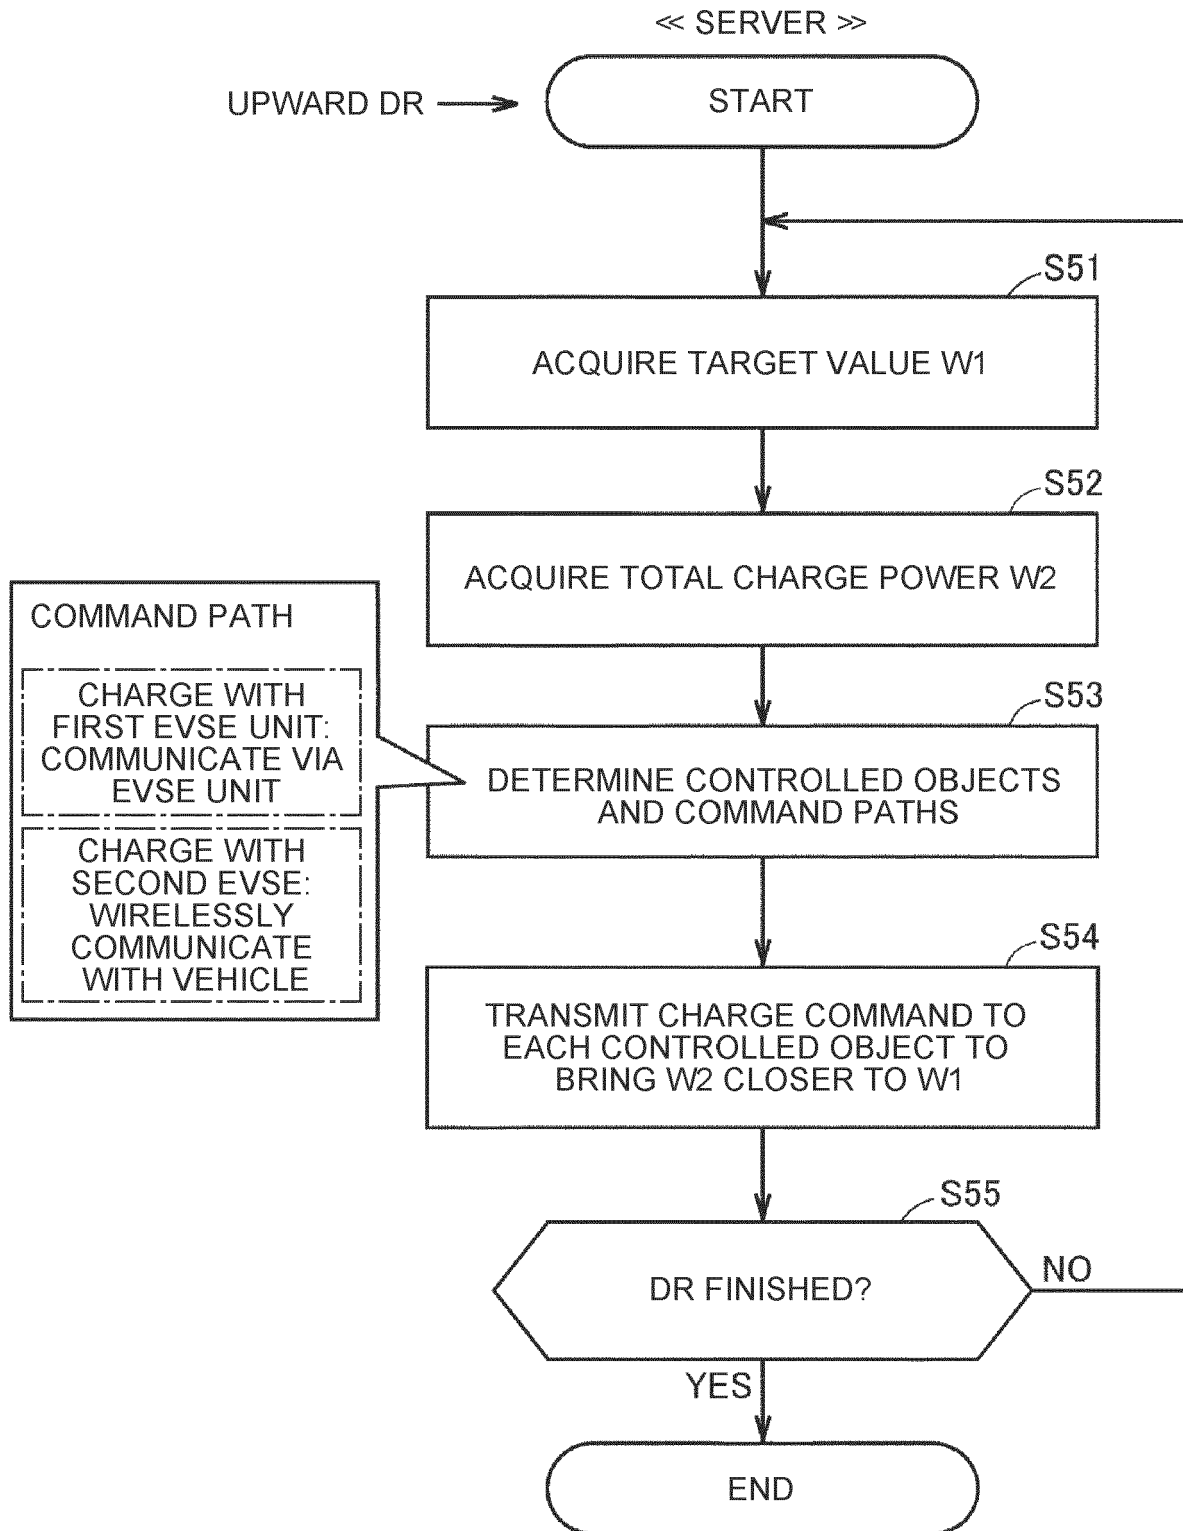 << SERVER >>
UPWARD DR
START
S51
ACQUIRE TARGET VALUE W1
S52
ACQUIRE TOTAL CHARGE POWER W2
COMMAND PATH
CHARGE WITH
FIRST EVSE UNIT:
COMMUNICATE VIA
EVSE UNIT
CHARGE WITH
SECOND EVSE:
WIRELESSLY
COMMUNICATE
WITH VEHICLE
S53
DETERMINE CONTROLLED OBJECTS
AND COMMAND PATHS
S54
TRANSMIT CHARGE COMMAND TO
EACH CONTROLLED OBJECT TO
BRING W2 CLOSER TO W1
S55
DR FINISHED?
NO
YES
END